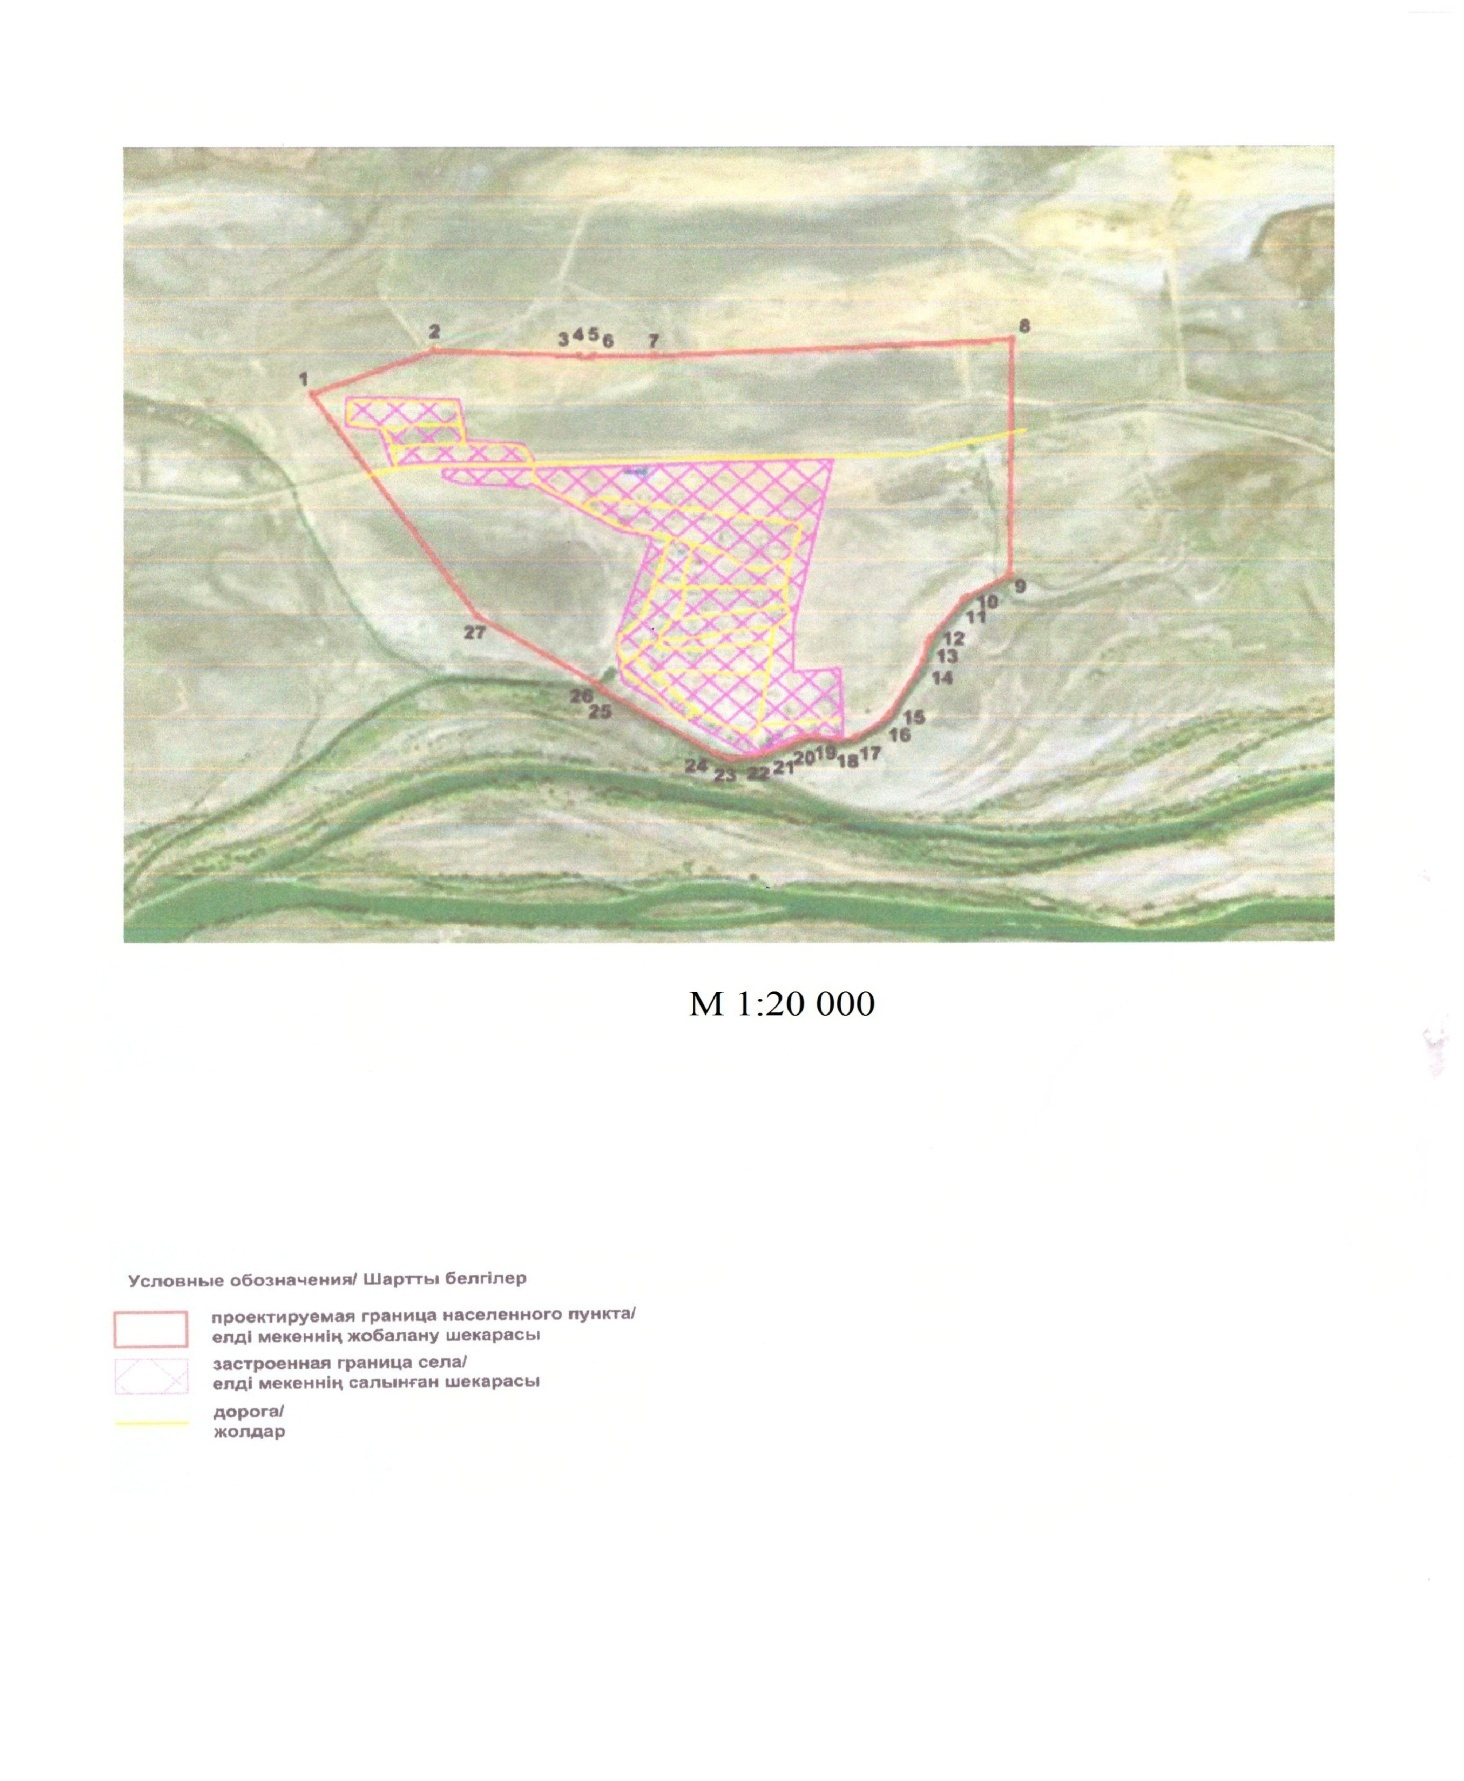 1
2
3 4 5 6
7
8
9
10
11
12
13
14
15
16
17
18
19
20
21
22
23
24
25
26
27
М 1:20 000
Условные обозначения/ Шартты белгілер
проектируемая граница населенного пункта/
елді мекеннің жобалану шекарасы
застроенная граница села/
елді мекеннің салынған шекарасы
дорога/
жолдар